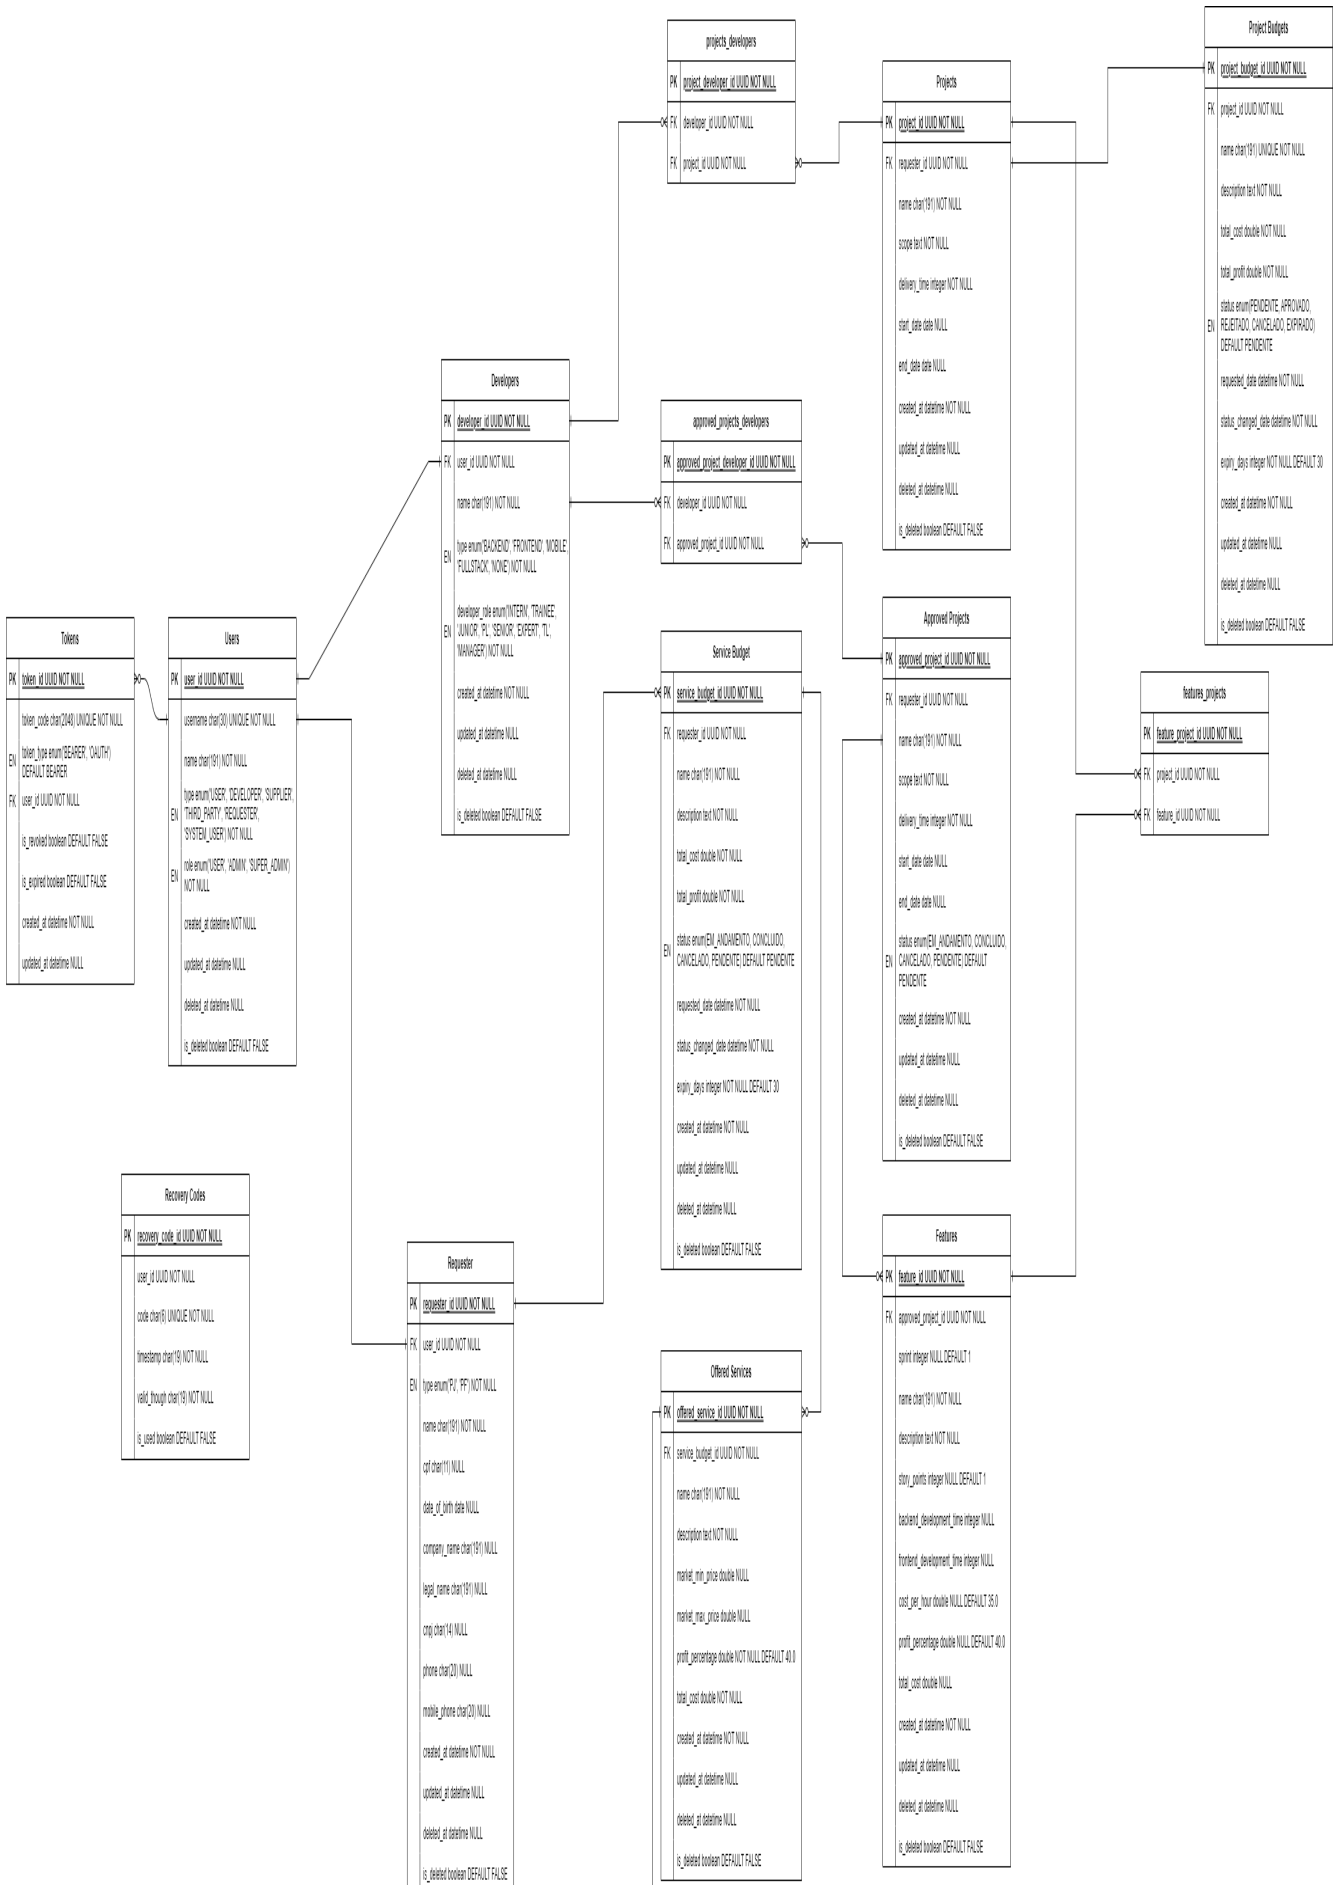 projects_developers
PK project_developer_id UUID NOT NULL
FK developer_id UUID NOT NULL
FK project_id UUID NOT NULL
Projects
PK project_id UUID NOT NULL
FK requester_id UUID NOT NULL
name char(191) NOT NULL
scope text NOT NULL
delivery_time integer NOT NULL
start_date date NULL
end_date date NULL
created_at datetime NOT NULL
updated_at datetime NULL
deleted_at datetime NULL
is_deleted boolean DEFAULT FALSE
Project Budgets
PK project_budget_id UUID NOT NULL
FK project_id UUID NOT NULL
name char(191) UNIQUE NOT NULL
description text NOT NULL
total_cost double NOT NULL
total_profit double NOT NULL
EN status enum(PENDENTE, APROVADO,
REJEITADO, CANCELADO, EXPIRADO)
DEFAULT PENDENTE
requested_date datetime NOT NULL
status_changed_date datetime NOT NULL
expiry_days integer NOT NULL DEFAULT 30
created_at datetime NOT NULL
updated_at datetime NULL
deleted_at datetime NULL
is_deleted boolean DEFAULT FALSE
Developers
PK developer_id UUID NOT NULL
FK user_id UUID NOT NULL
name char(191) NOT NULL
EN type enum('BACKEND', 'FRONTEND', 'MOBILE',
'FULLSTACK', 'NONE') NOT NULL
EN developer_role enum('INTERN', 'TRAINEE',
'JUNIOR', 'PL', 'SENIOR', 'EXPERT', 'TL',
'MANAGER') NOT NULL
created_at datetime NOT NULL
updated_at datetime NULL
deleted_at datetime NULL
is_deleted boolean DEFAULT FALSE
approved_projects_developers
PK approved_project_developer_id UUID NOT NULL
FK developer_id UUID NOT NULL
FK approved_project_id UUID NOT NULL
Tokens
PK token_id UUID NOT NULL
token_code char(2048) UNIQUE NOT NULL
EN token_type enum('BEARER', 'OAUTH')
DEFAULT BEARER
FK user_id UUID NOT NULL
is_revoked boolean DEFAULT FALSE
is_expired boolean DEFAULT FALSE
created_at datetime NOT NULL
updated_at datetime NULL
Users
PK user_id UUID NOT NULL
username char(30) UNIQUE NOT NULL
name char(191) NOT NULL
EN type enum('USER', 'DEVELOPER', 'SUPPLIER',
'THIRD_PARTY', 'REQUESTER',
'SYSTEM_USER') NOT NULL
EN role enum('USER', 'ADMIN', 'SUPER_ADMIN')
NOT NULL
created_at datetime NOT NULL
updated_at datetime NULL
deleted_at datetime NULL
is_deleted boolean DEFAULT FALSE
Service Budget
PK service_budget_id UUID NOT NULL
FK requester_id UUID NOT NULL
name char(191) NOT NULL
description text NOT NULL
total_cost double NOT NULL
total_profit double NOT NULL
EN status enum(EM_ANDAMENTO, CONCLUIDO,
CANCELADO, PENDENTE) DEFAULT PENDENTE
requested_date datetime NOT NULL
status_changed_date datetime NOT NULL
expiry_days integer NOT NULL DEFAULT 30
created_at datetime NOT NULL
updated_at datetime NULL
deleted_at datetime NULL
is_deleted boolean DEFAULT FALSE
Approved Projects
PK approved_project_id UUID NOT NULL
FK requester_id UUID NOT NULL
name char(191) NOT NULL
scope text NOT NULL
delivery_time integer NOT NULL
start_date date NULL
end_date date NULL
EN status enum(EM_ANDAMENTO, CONCLUIDO,
CANCELADO, PENDENTE) DEFAULT
PENDENTE
created_at datetime NOT NULL
updated_at datetime NULL
deleted_at datetime NULL
is_deleted boolean DEFAULT FALSE
features_projects
PK feature_project_id UUID NOT NULL
FK project_id UUID NOT NULL
FK feature_id UUID NOT NULL
Recovery Codes
PK recovery_code_id UUID NOT NULL
user_id UUID NOT NULL
code char(6) UNIQUE NOT NULL
timestamp char(19) NOT NULL
valid_though char(19) NOT NULL
is_used boolean DEFAULT FALSE
Requester
PK requester_id UUID NOT NULL
FK user_id UUID NOT NULL
EN type enum('PJ', 'PF') NOT NULL
name char(191) NOT NULL
cpf char(11) NULL
date_of_birth date NULL
company_name char(191) NULL
legal_name char(191) NULL
cnpj char(14) NULL
phone char(20) NULL
mobile_phone char(20) NULL
created_at datetime NOT NULL
updated_at datetime NULL
deleted_at datetime NULL
is_deleted boolean DEFAULT FALSE
Offered Services
PK offered_service_id UUID NOT NULL
FK service_budget_id UUID NOT NULL
name char(191) NOT NULL
description text NOT NULL
market_min_price double NULL
market_max_price double NULL
profit_percentage double NOT NULL DEFAULT 40.0
total_cost double NOT NULL
created_at datetime NOT NULL
updated_at datetime NULL
deleted_at datetime NULL
is_deleted boolean DEFAULT FALSE
Features
PK feature_id UUID NOT NULL
FK approved_project_id UUID NOT NULL
sprint integer NULL DEFAULT 1
name char(191) NOT NULL
description text NOT NULL
story_points integer NULL DEFAULT 1
backend_development_time integer NULL
frontend_development_time integer NULL
cost_per_hour double NULL DEFAULT 35.0
profit_percentage double NULL DEFAULT 40.0
total_cost double NULL
created_at datetime NOT NULL
updated_at datetime NULL
deleted_at datetime NULL
is_deleted boolean DEFAULT FALSE